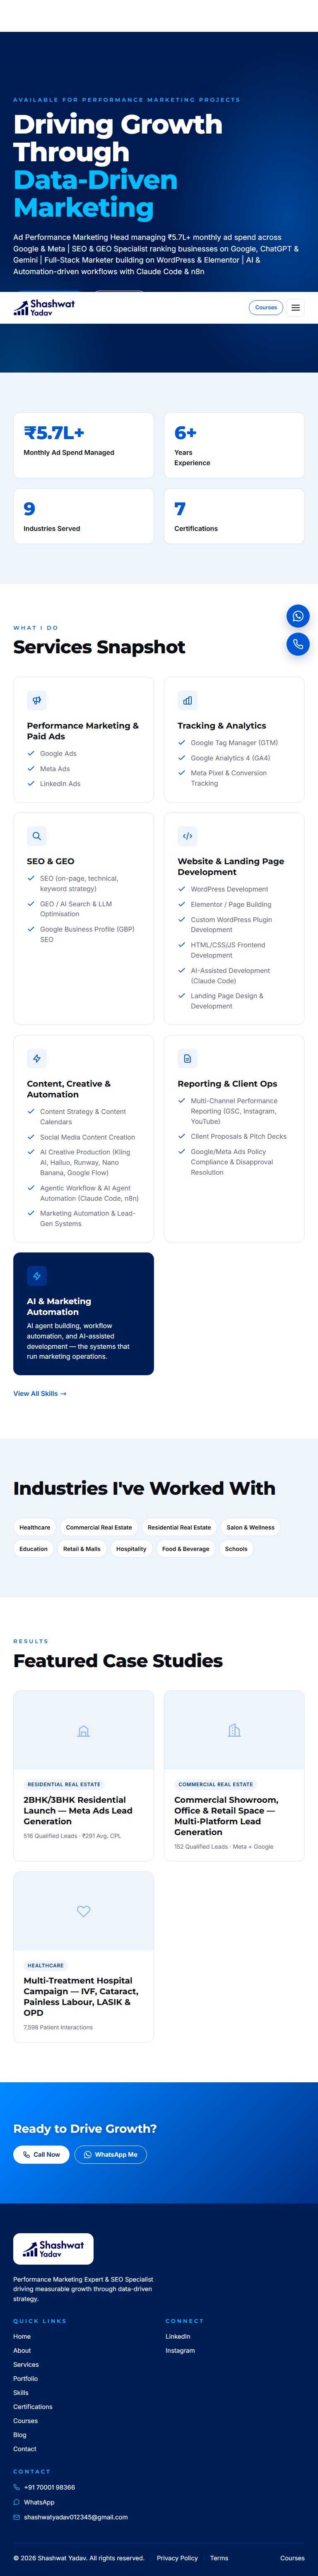 AVAILABLE FOR PERFORMANCE MARKETING PROJECTS
Driving Growth
Through
Data-Driven
Marketing
Ad Performance Marketing Head managing ₹5.7L+ monthly ad spend across
Google & Meta | SEO & GEO Specialist ranking businesses on Google, ChatGPT &
Gemini | Full-Stack Marketer building on WordPress & Elementor | AI &
Automation-driven workflows with Claude Code & n8n
Shashwat
Yadav
Courses
₹5.7L+
Monthly Ad Spend Managed
6+
Years
Experience
9
Industries Served
7
Certifications
WHAT I DO
Services Snapshot
Performance Marketing &
Paid Ads
Google Ads
Meta Ads
LinkedIn Ads
Tracking & Analytics
Google Tag Manager (GTM)
Google Analytics 4 (GA4)
Meta Pixel & Conversion
Tracking
SEO & GEO
SEO (on-page, technical,
keyword strategy)
GEO / AI Search & LLM
Optimisation
Google Business Profile (GBP)
SEO
Website & Landing Page
Development
WordPress Development
Elementor / Page Building
Custom WordPress Plugin
Development
HTML/CSS/JS Frontend
Development
AI-Assisted Development
(Claude Code)
Landing Page Design &
Development
Content, Creative &
Automation
Content Strategy & Content
Calendars
Social Media Content Creation
AI Creative Production (Kling
AI, Hailuo, Runway, Nano
Banana, Google Flow)
Agentic Workflow & AI Agent
Automation (Claude Code, n8n)
Marketing Automation & Lead-
Gen Systems
Reporting & Client Ops
Multi-Channel Performance
Reporting (GSC, Instagram,
YouTube)
Client Proposals & Pitch Decks
Google/Meta Ads Policy
Compliance & Disapproval
Resolution
AI & Marketing
Automation
AI agent building, workflow
automation, and AI-assisted
development — the systems that
run marketing operations.
View All Skills →
Industries I've Worked With
Healthcare
Commercial Real Estate
Residential Real Estate
Salon & Wellness
Education
Retail & Malls
Hospitality
Food & Beverage
Schools
RESULTS
Featured Case Studies
RESIDENTIAL REAL ESTATE
2BHK/3BHK Residential
Launch — Meta Ads Lead
Generation
516 Qualified Leads · ₹291 Avg. CPL
COMMERCIAL REAL ESTATE
Commercial Showroom,
Office & Retail Space —
Multi-Platform Lead
Generation
152 Qualified Leads · Meta + Google
HEALTHCARE
Multi-Treatment Hospital
Campaign — IVF, Cataract,
Painless Labour, LASIK &
OPD
7,598 Patient Interactions
Ready to Drive Growth?
Call Now
WhatsApp Me
Shashwat
Yadav
Performance Marketing Expert & SEO Specialist
driving measurable growth through data-driven
strategy.
QUICK LINKS
Home
About
Services
Portfolio
Skills
Certifications
Courses
Blog
Contact
CONNECT
LinkedIn
Instagram
CONTACT
+91 70001 98366
WhatsApp
shashwatyadav012345@gmail.com
© 2026 Shashwat Yadav. All rights reserved.
Privacy Policy
Terms
Courses